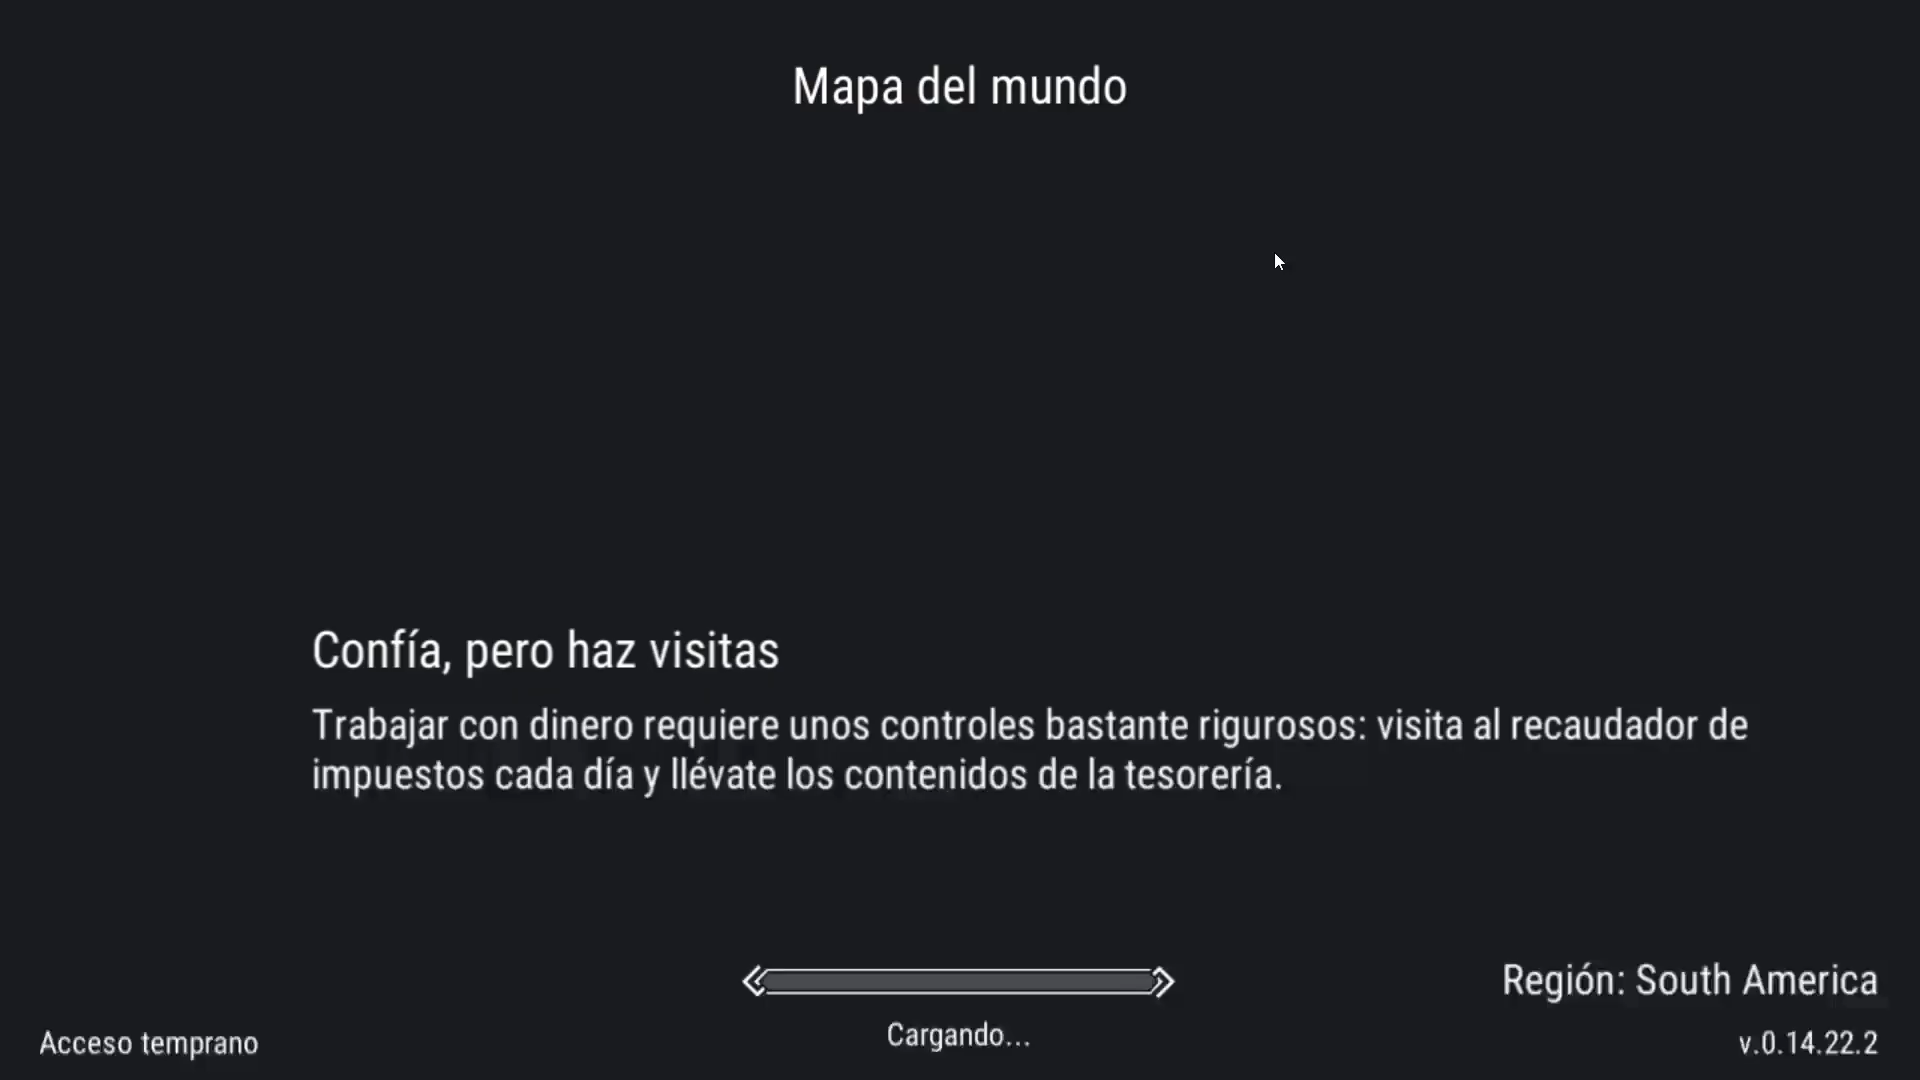 Mapa del mundo
Confía, pero haz visitas
Trabajar con dinero requiere unos controles bastante rigurosos: visita al recaudador de
impuestos cada día y llévate los contenidos de la tesorería.
Región: South America
Cargando...
Acceso temprano
v.0.14.22.2